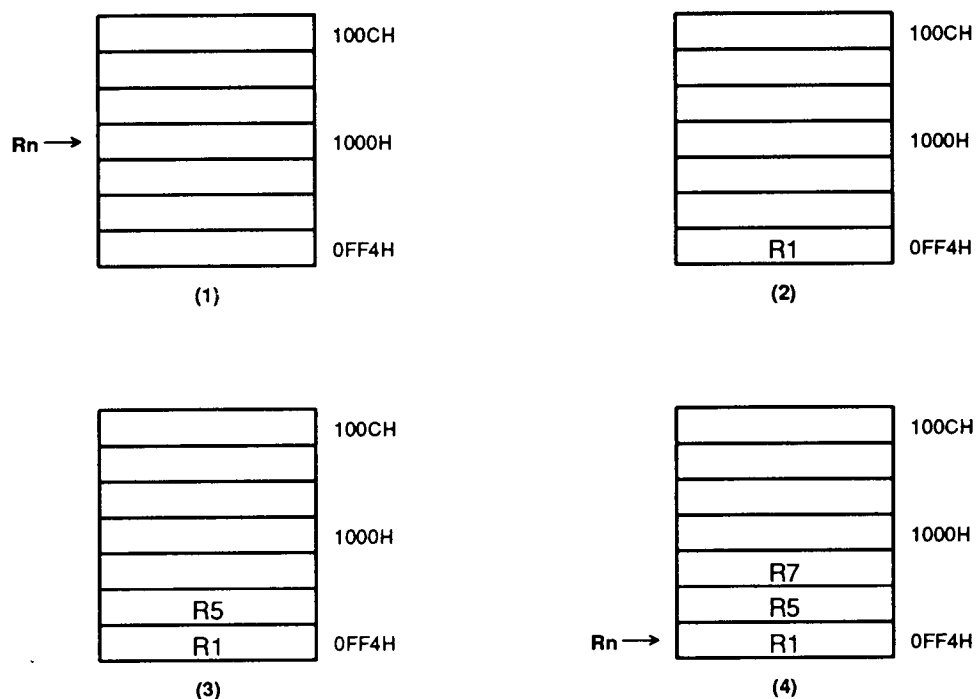 100CH
Rn → 1000H
0FF4H
(1)
100CH
1000H
R1 0FF4H
(2)
100CH
1000H
R5
R1 0FF4H
(3)
100CH
1000H
R7
R5
Rn → R1 0FF4H
(4)